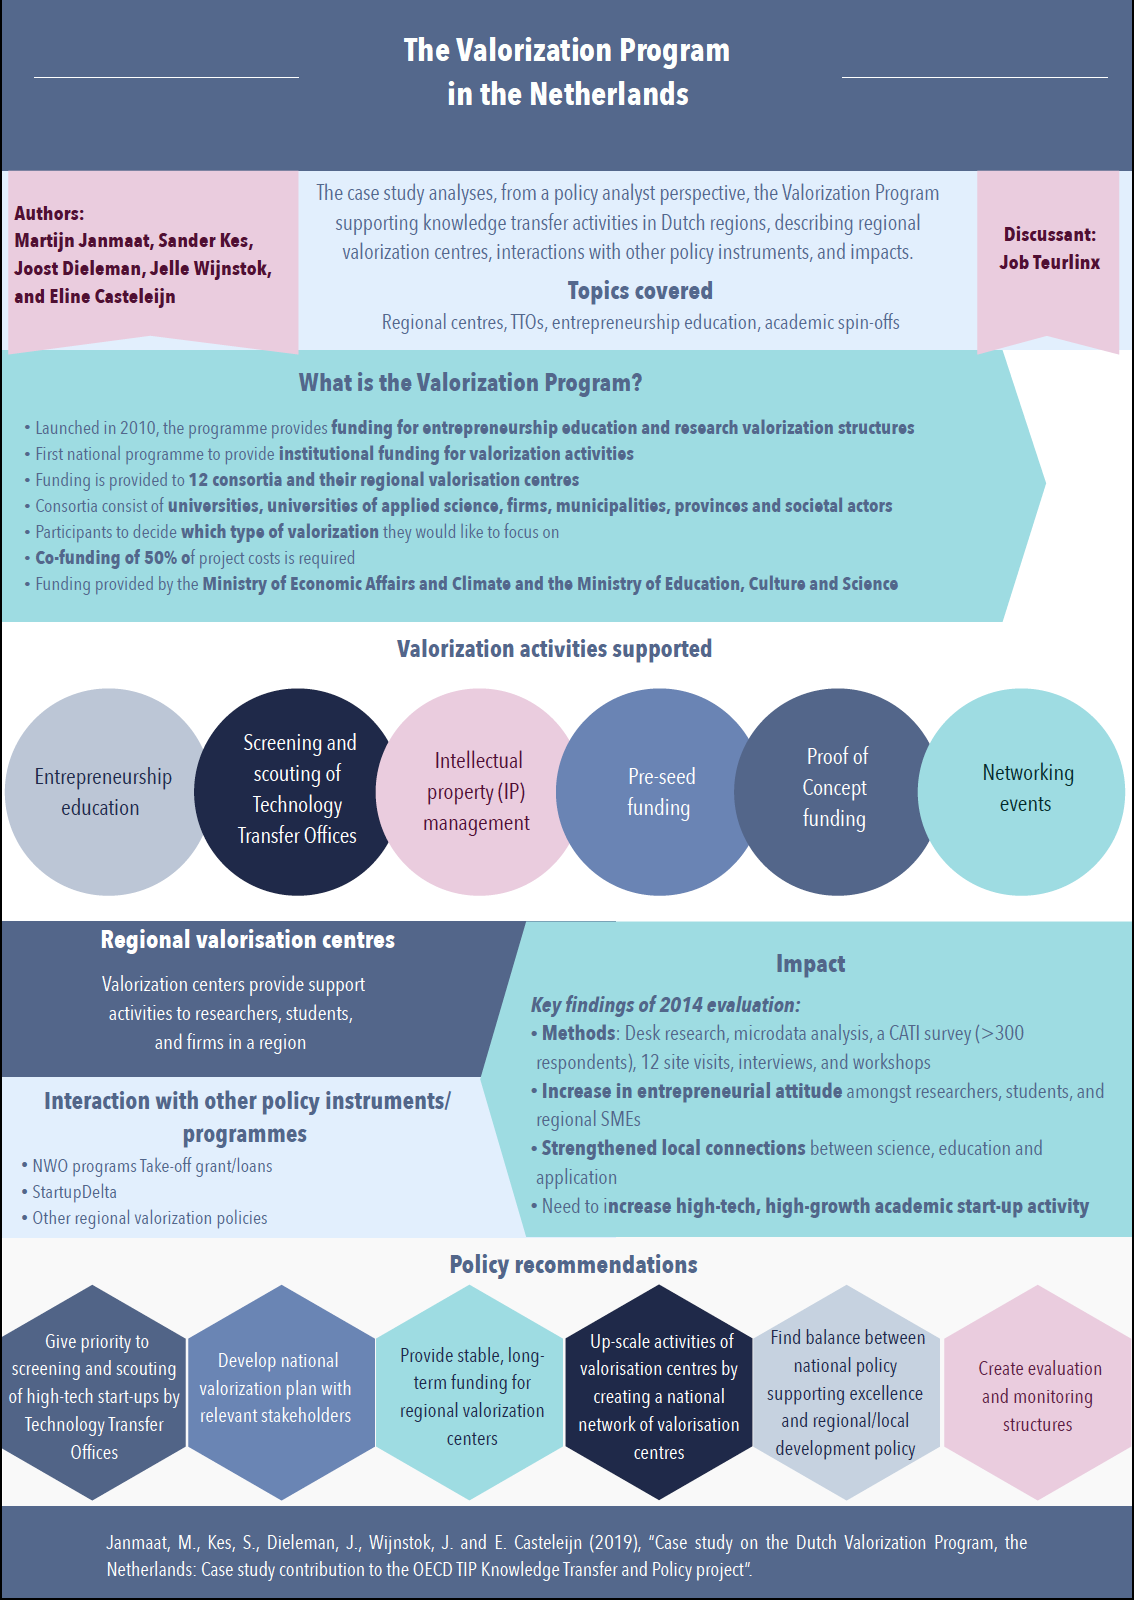 The Valorization Program
in the Netherlands
Authors:
Martijn Janmaat, Sander Kes,
Joost Dieleman, Jelle Wijnstok,
and Eline Casteleijn
The case study analyses, from a policy analyst perspective, the Valorization Program
supporting knowledge transfer activities in Dutch regions, describing regional
valorization centres, interactions with other policy instruments, and impacts.
Topics covered
Regional centres, TTOs, entrepreneurship education, academic spin-offs
Discussant:
Job Teurlinx
What is the Valorization Program?
• Launched in 2010, the programme provides funding for entrepreneurship education and research valorization structures
• First national programme to provide institutional funding for valorization activities
• Funding is provided to 12 consortia and their regional valorisation centres
• Consortia consist of universities, universities of applied science, firms, municipalities, provinces and societal actors
• Participants to decide which type of valorization they would like to focus on
• Co-funding of 50% of project costs is required
• Funding provided by the Ministry of Economic Affairs and Climate and the Ministry of Education, Culture and Science
Valorization activities supported
Entrepreneurship
education
Screening and
scouting of
Technology
Transfer Offices
Intellectual
property (IP)
management
Pre-seed
funding
Proof of
Concept
funding
Networking
events
Regional valorisation centres
Valorization centers provide support
activities to researchers, students,
and firms in a region
Interaction with other policy instruments/
programmes
• NWO programs Take-off grant/loans
• StartupDelta
• Other regional valorization policies
Impact
Key findings of 2014 evaluation:
• Methods: Desk research, microdata analysis, a CATI survey (>300
respondents), 12 site visits, interviews, and workshops
• Increase in entrepreneurial attitude amongst researchers, students, and
regional SMEs
• Strengthened local connections between science, education and
application
• Need to increase high-tech, high-growth academic start-up activity
Policy recommendations
Give priority to
screening and scouting
of high-tech start-ups by
Technology Transfer
Offices
Develop national
valorization plan with
relevant stakeholders
Provide stable, long-
term funding for
regional valorization
centers
Up-scale activities of
valorisation centres by
creating a national
network of valorisation
centres
Find balance between
national policy
supporting excellence
and regional/local
development policy
Create evaluation
and monitoring
structures
Janmaat, M., Kes, S., Dieleman, J., Wijnstok, J. and E. Casteleijn (2019), “Case study on the Dutch Valorization Program, the
Netherlands: Case study contribution to the OECD TIP Knowledge Transfer and Policy project”.